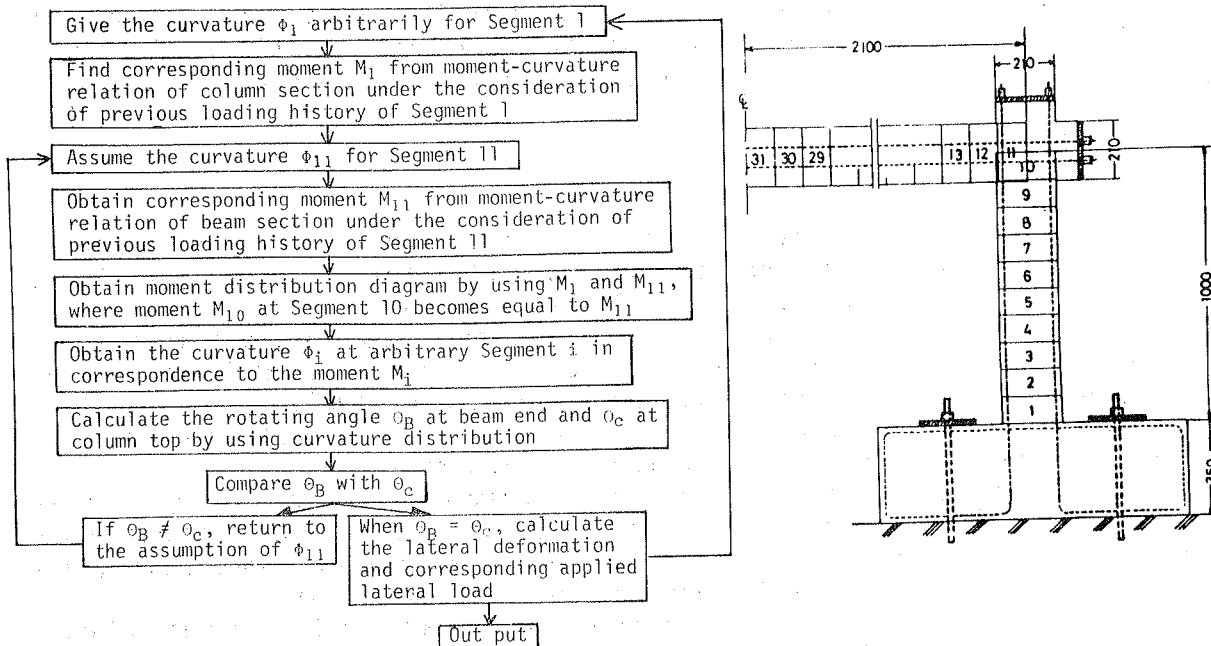 Give the curvature Φ1 arbitrarily for Segment 1
Find corresponding moment M1 from moment-curvature
relation of column section under the consideration
of previous loading history of Segment 1
Assume the curvature Φ11 for Segment 11
Obtain corresponding moment M11 from moment-curvature
relation of beam section under the consideration of
previous loading history of Segment 11
Obtain moment distribution diagram by using M1 and M11,
where moment M10 at Segment 10 becomes equal to M11
Obtain the curvature Φi at arbitrary Segment i in
correspondence to the moment Mi
Calculate the rotating angle ΘB at beam end and Θc at
column top by using curvature distribution
Compare ΘB with Θc
If ΘB ≠ Θc, return to
the assumption of Φ11
When ΘB = Θc, calculate
the lateral deformation
and corresponding applied
lateral load
Out put
2100
210
℄
31 30 29 13 12 11
10
210
9
8
7
6
5
4
3
2
1
1000
350